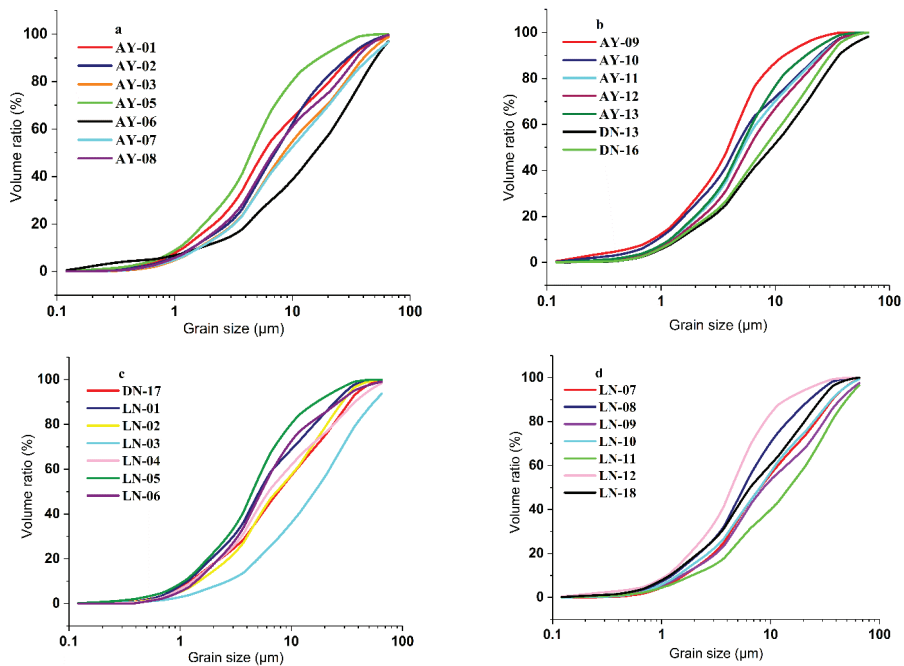 a
AY-01
AY-02
AY-03
AY-05
AY-06
AY-07
AY-08
100
80
60
40
20
0
Volume ratio (%)
0.1 1 10 100
Grain size (μm)
b
AY-09
AY-10
AY-11
AY-12
AY-13
DN-13
DN-16
100
80
60
40
20
0
Volume ratio (%)
0.1 1 10 100
Grain size (μm)
c
DN-17
LN-01
LN-02
LN-03
LN-04
LN-05
LN-06
100
80
60
40
20
0
Volume ratio (%)
0.1 1 10 100
Grain size (μm)
d
LN-07
LN-08
LN-09
LN-10
LN-11
LN-12
LN-18
100
80
60
40
20
0
Volume ratio (%)
0.1 1 10 100
Grain size (μm)